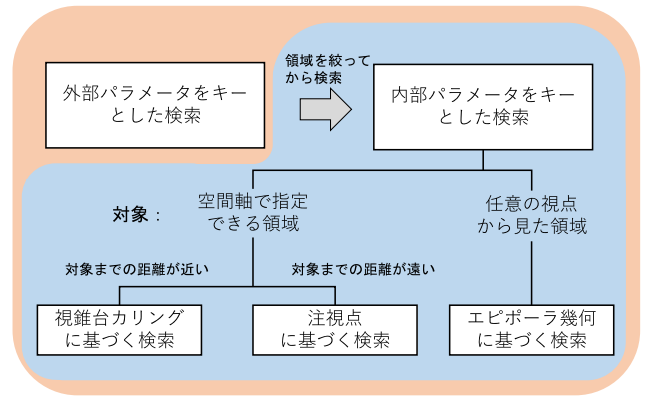 領域を絞って
から検索
外部パラメータをキー
とした検索
内部パラメータをキー
とした検索
対象：
空間軸で指定
できる領域
任意の視点
から見た領域
対象までの距離が近い
対象までの距離が遠い
視錐台カリング
に基づく検索
注視点
に基づく検索
エピポーラ幾何
に基づく検索